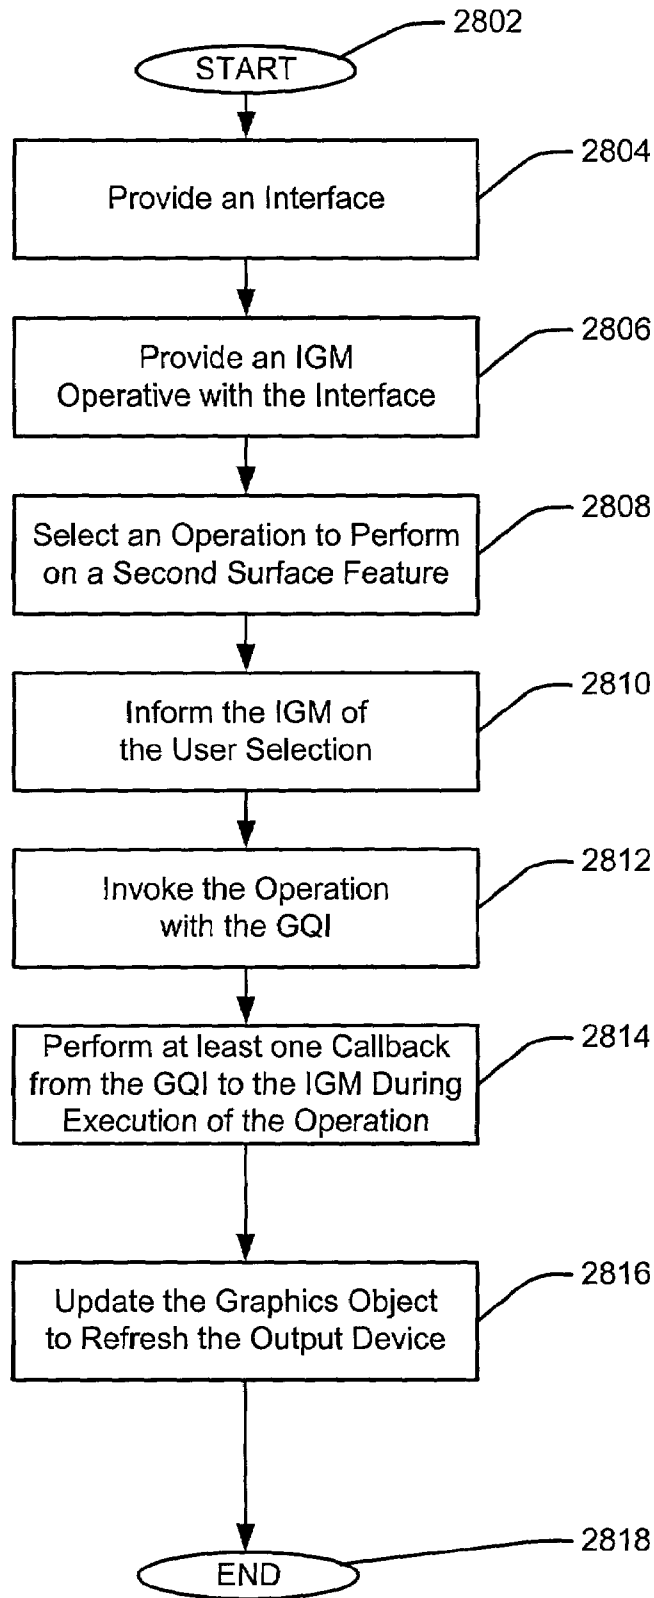 2802
START
2804
Provide an Interface
2806
Provide an IGM
Operative with the Interface
2808
Select an Operation to Perform
on a Second Surface Feature
2810
Inform the IGM of
the User Selection
2812
Invoke the Operation
with the GQI
2814
Perform at least one Callback
from the GQI to the IGM During
Execution of the Operation
2816
Update the Graphics Object
to Refresh the Output Device
2818
END